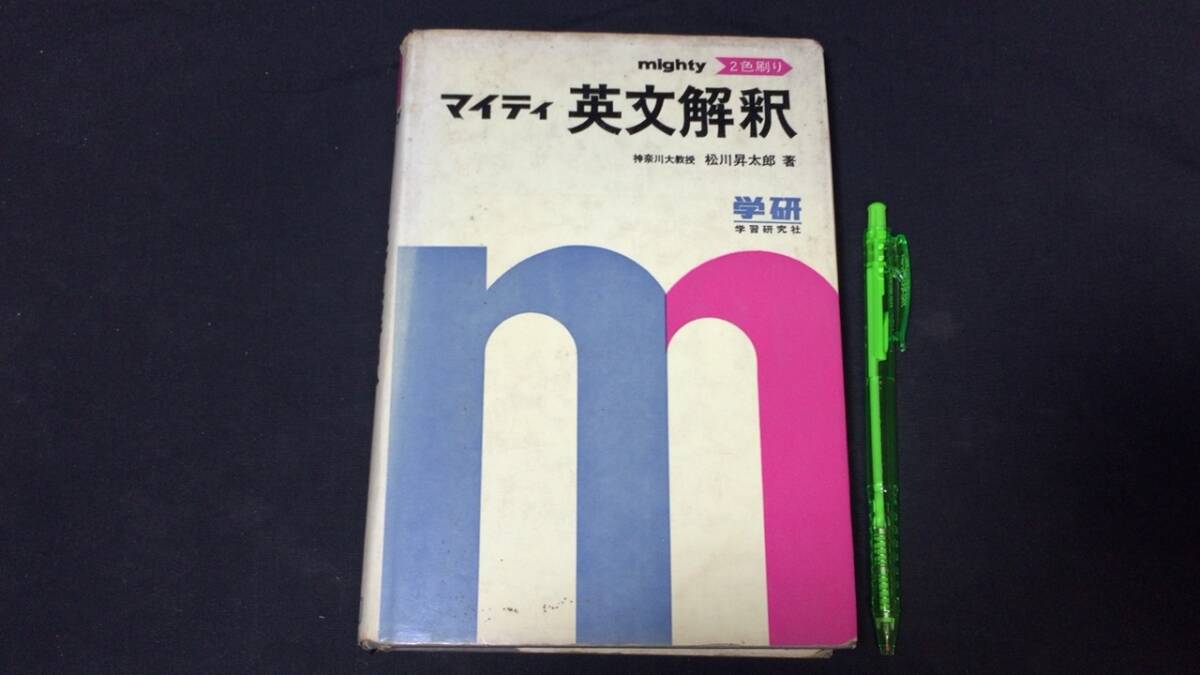 mighty 2色刷り
マイティ 英文解釈
神奈川大教授 松川昇太郎 著
学研
学習研究社
m